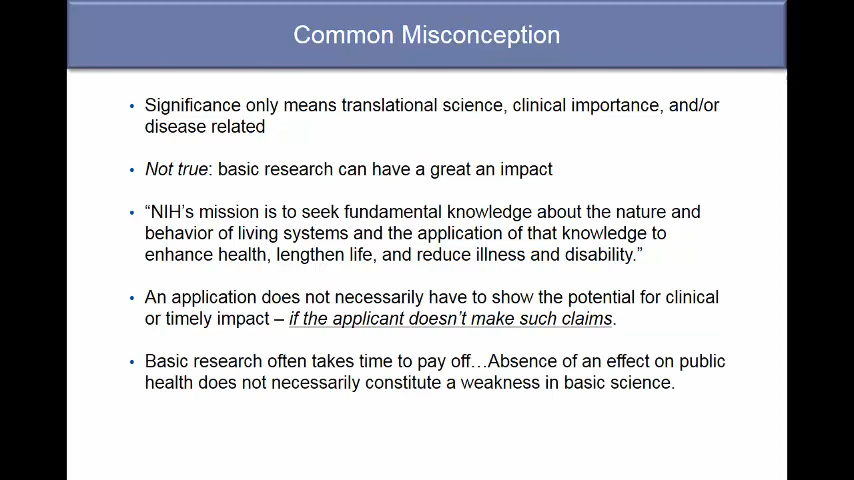 Common Misconception
• Significance only means translational science, clinical importance, and/or
disease related
• Not true: basic research can have a great an impact
• “NIH’s mission is to seek fundamental knowledge about the nature and
behavior of living systems and the application of that knowledge to
enhance health, lengthen life, and reduce illness and disability.”
• An application does not necessarily have to show the potential for clinical
or timely impact – if the applicant doesn’t make such claims.
• Basic research often takes time to pay off…Absence of an effect on public
health does not necessarily constitute a weakness in basic science.